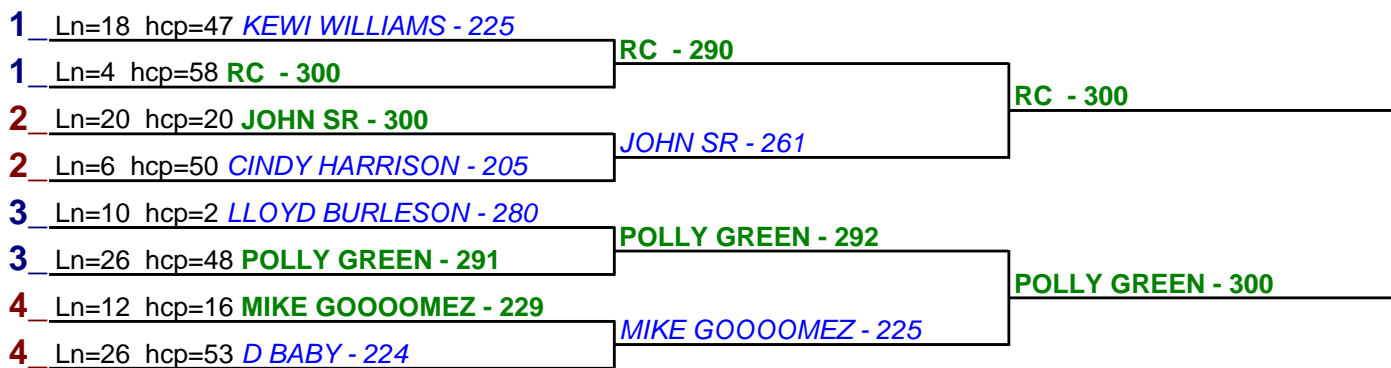 1_ Ln=18 hcp=47 KEWI WILLIAMS - 225
1_ Ln=4 hcp=58 RC - 300
2_ Ln=20 hcp=20 JOHN SR - 300
2_ Ln=6 hcp=50 CINDY HARRISON - 205
3_ Ln=10 hcp=2 LLOYD BURLESON - 280
3_ Ln=26 hcp=48 POLLY GREEN - 291
4_ Ln=12 hcp=16 MIKE GOOOOMEZ - 229
4_ Ln=26 hcp=53 D BABY - 224
RC - 290
JOHN SR - 261
POLLY GREEN - 292
MIKE GOOOOMEZ - 225
RC - 300
POLLY GREEN - 300